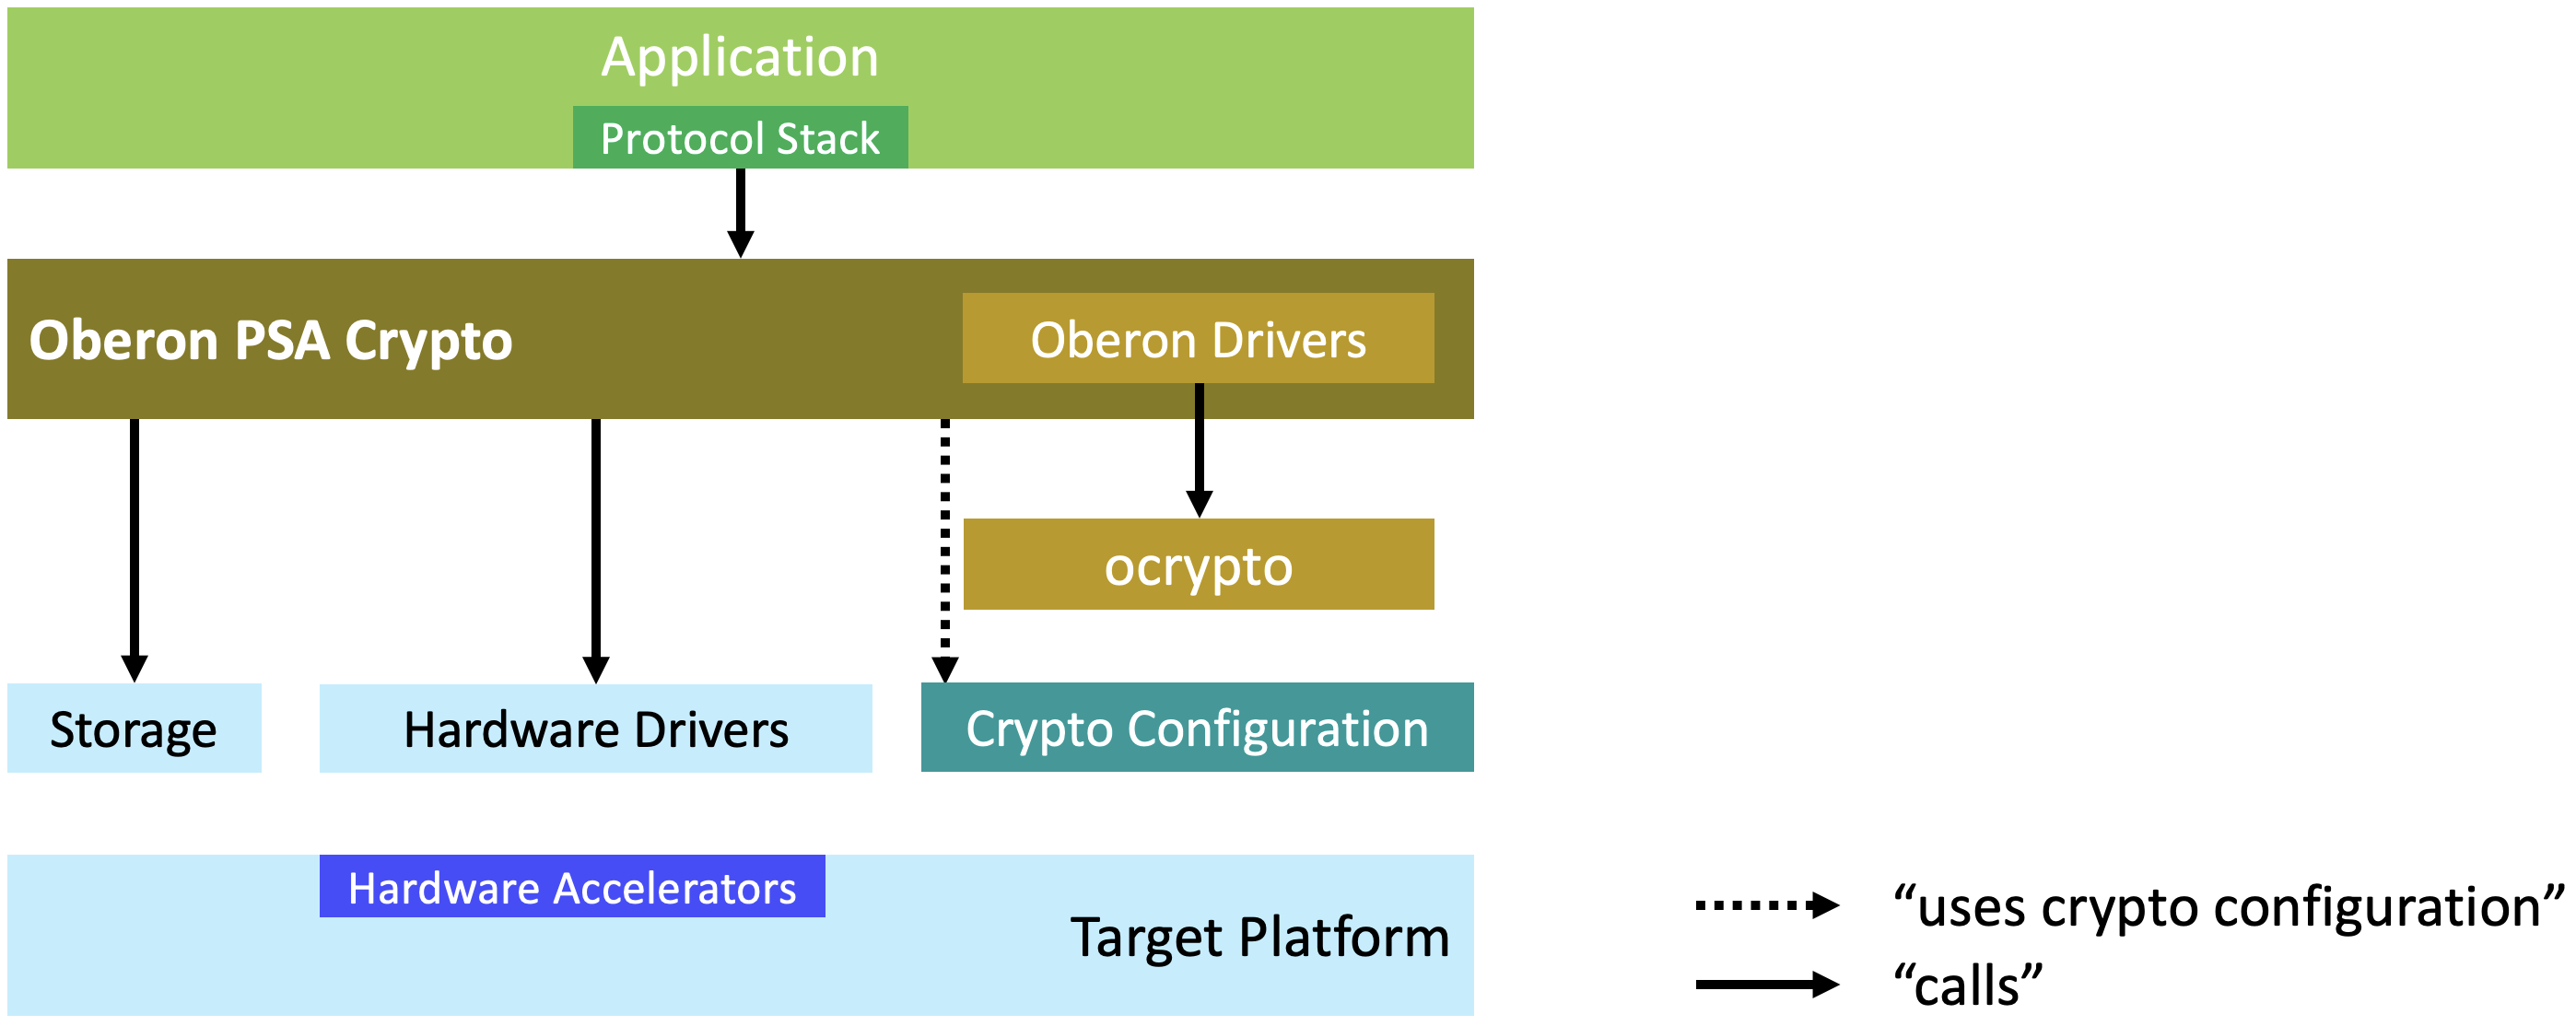 Application
Protocol Stack
Oberon PSA Crypto
Oberon Drivers
ocrypto
Storage
Hardware Drivers
Crypto Configuration
Hardware Accelerators
Target Platform
“uses crypto configuration”
“calls”